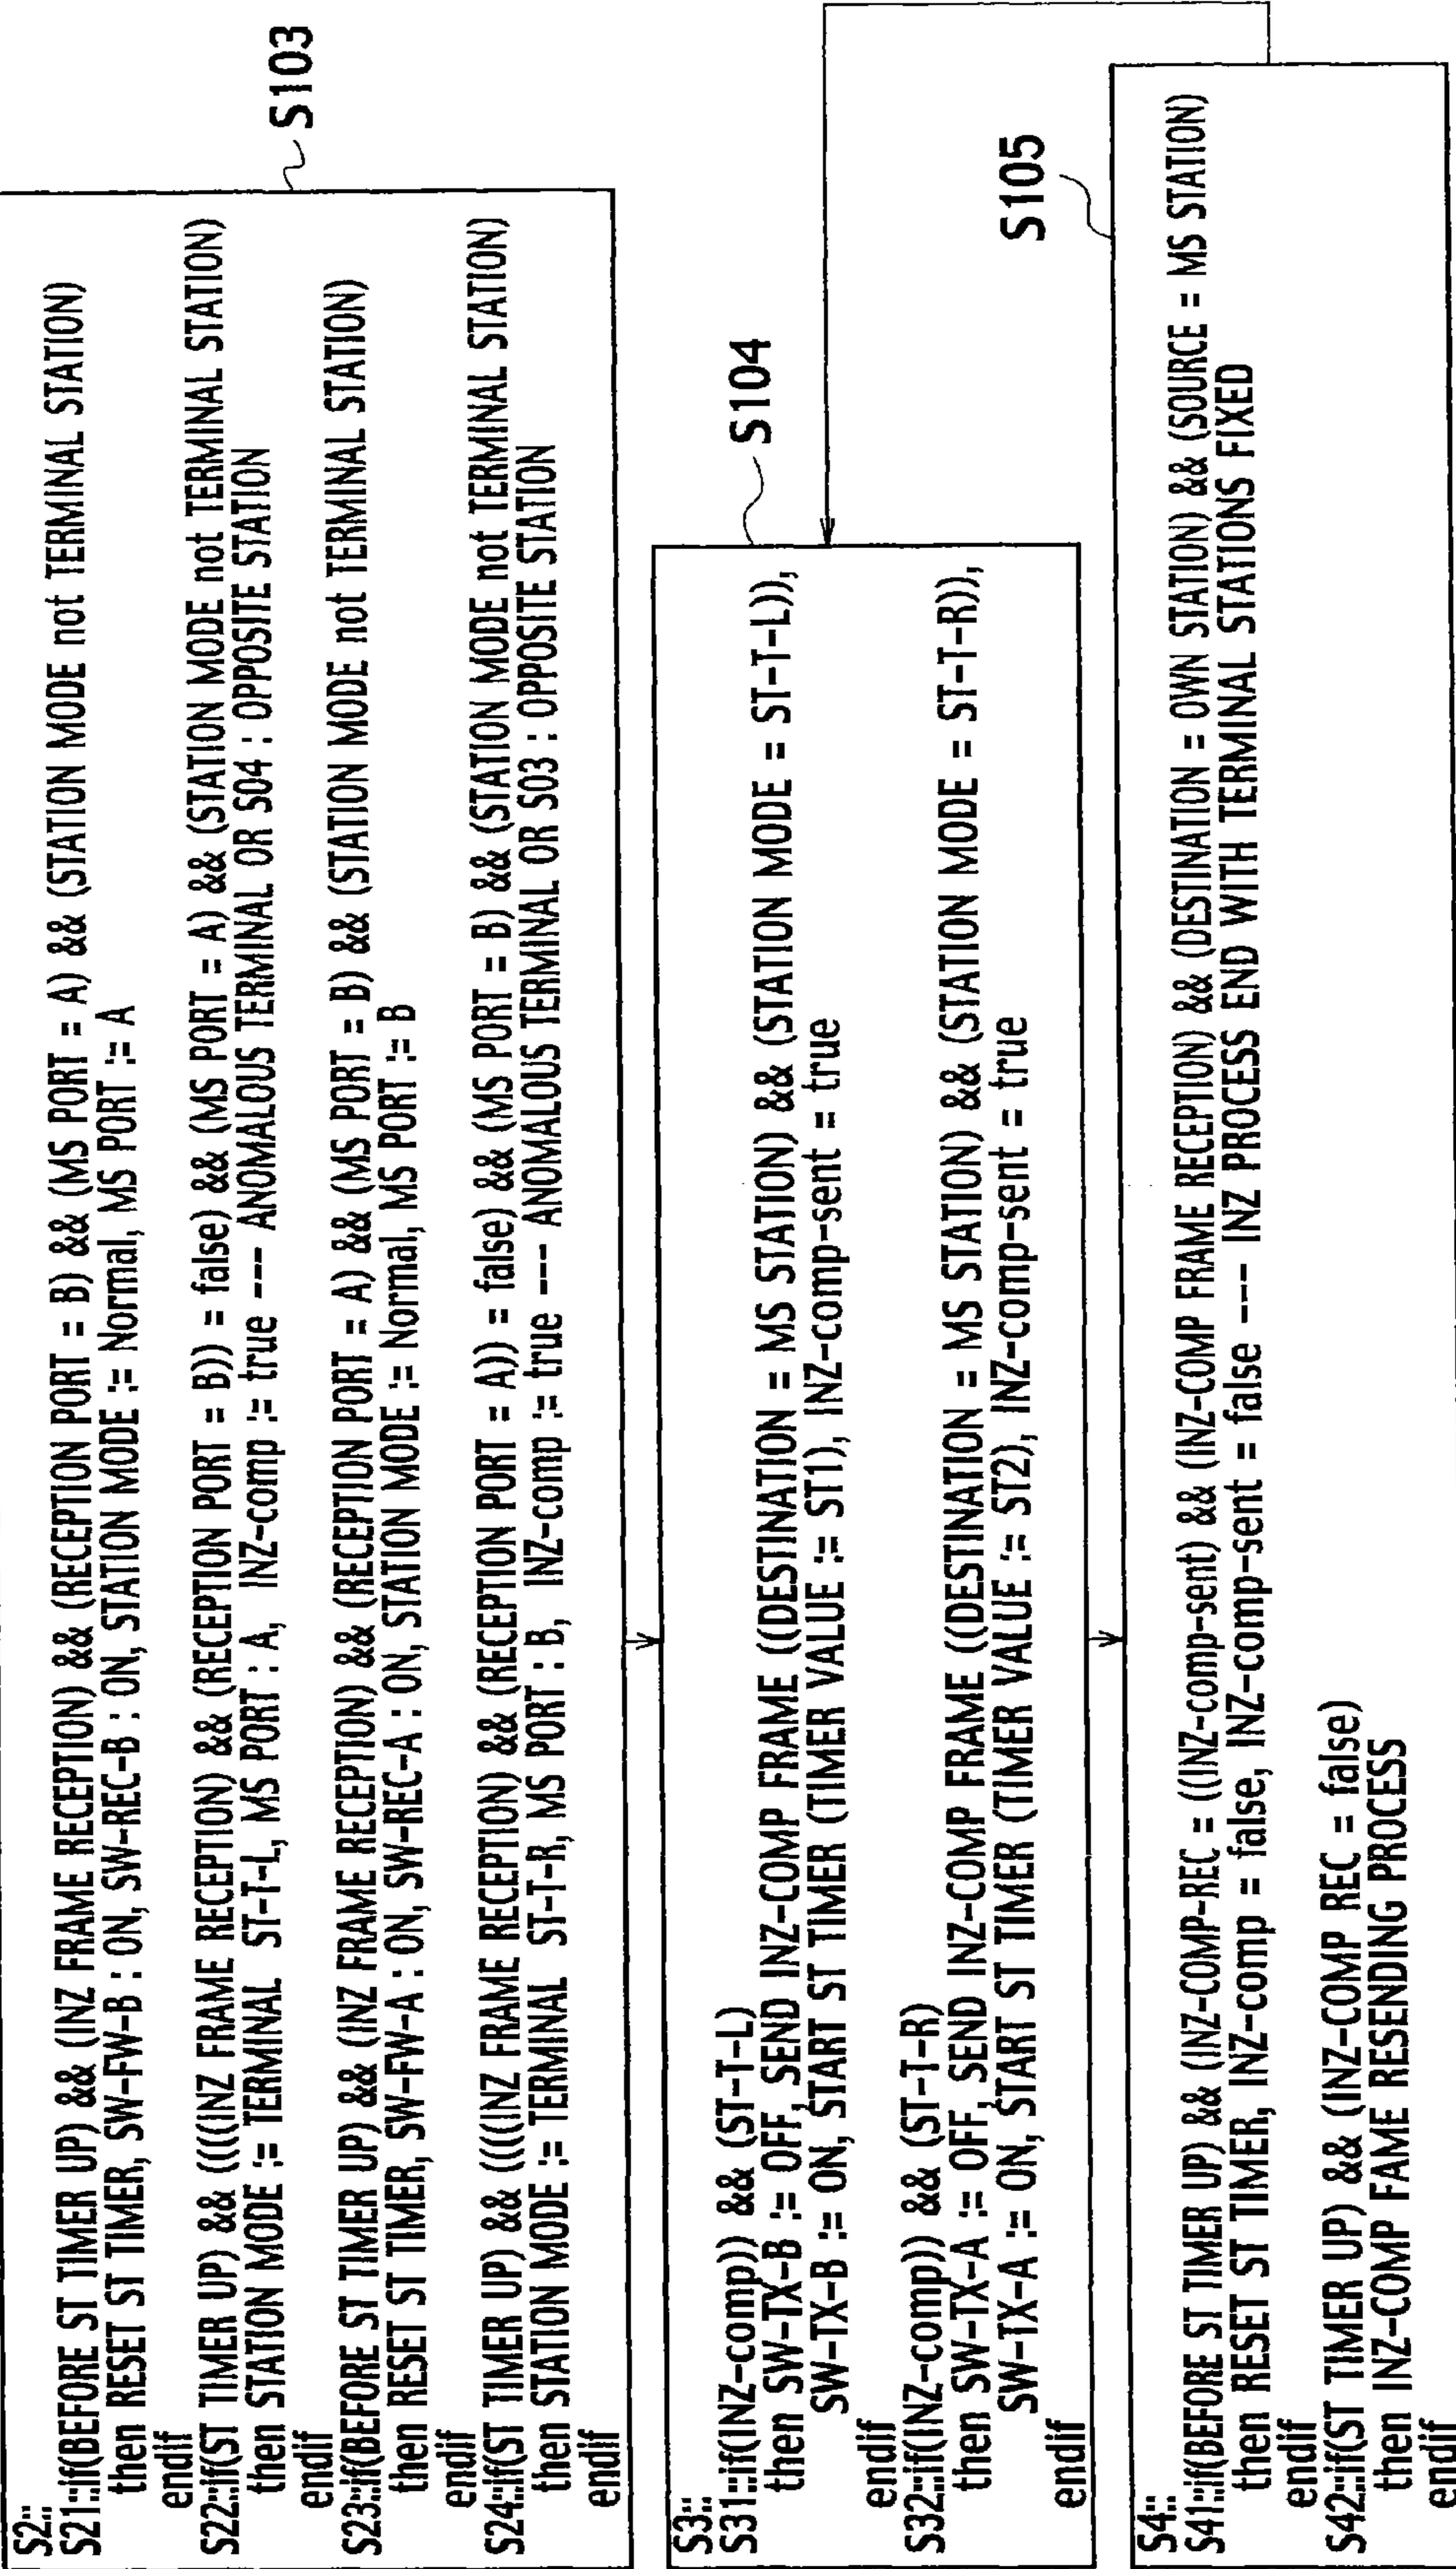 S2::
S21::if(BEFORE ST TIMER UP) && (INZ FRAME RECEPTION) && (RECEPTION PORT = B) && (MS PORT = A) && (STATION MODE not TERMINAL STATION)
then RESET ST TIMER, SW-FW-B : ON, SW-REC-B : ON, STATION MODE := Normal, MS PORT := A
endif
S22::if(ST TIMER UP) && ((((INZ FRAME RECEPTION) && (RECEPTION PORT = B)) = false) && (MS PORT = A) && (STATION MODE not TERMINAL STATION)
then STATION MODE := TERMINAL ST-T-L, MS PORT : A, INZ-comp := true --- ANOMALOUS TERMINAL OR S04 : OPPOSITE STATION
endif
S23::if(BEFORE ST TIMER UP) && (INZ FRAME RECEPTION) && (RECEPTION PORT = A) && (MS PORT = B) && (STATION MODE not TERMINAL STATION)
then RESET ST TIMER, SW-FW-A : ON, SW-REC-A : ON, STATION MODE := Normal, MS PORT := B
endif
S24::if(ST TIMER UP) && ((((INZ FRAME RECEPTION) && (RECEPTION PORT = A)) = false) && (MS PORT = B) && (STATION MODE not TERMINAL STATION)
then STATION MODE := TERMINAL ST-T-R, MS PORT : B, INZ-comp := true --- ANOMALOUS TERMINAL OR S03 : OPPOSITE STATION
endif
S103
S3::
S31::if(INZ-comp)) && (ST-T-L)
then SW-TX-B := OFF, SEND INZ-COMP FRAME ((DESTINATION = MS STATION) && (STATION MODE = ST-T-L)),
SW-TX-B := ON, START ST TIMER (TIMER VALUE := ST1), INZ-comp-sent = true
endif
S32::if(INZ-comp)) && (ST-T-R)
then SW-TX-A := OFF, SEND INZ-COMP FRAME ((DESTINATION = MS STATION) && (STATION MODE = ST-T-R)),
SW-TX-A := ON, START ST TIMER (TIMER VALUE := ST2), INZ-comp-sent = true
endif
S104
S4::
S41::if(BEFORE ST TIMER UP) && (INZ-COMP-REC = ((INZ-comp-sent) && (INZ-COMP FRAME RECEPTION) && (DESTINATION = OWN STATION) && (SOURCE = MS STATION)
then RESET ST TIMER, INZ-comp = false, INZ-comp-sent = false --- INZ PROCESS END WITH TERMINAL STATIONS FIXED
endif
S42::if(ST TIMER UP) && (INZ-COMP REC = false)
then INZ-COMP FAME RESENDING PROCESS
endif
S105